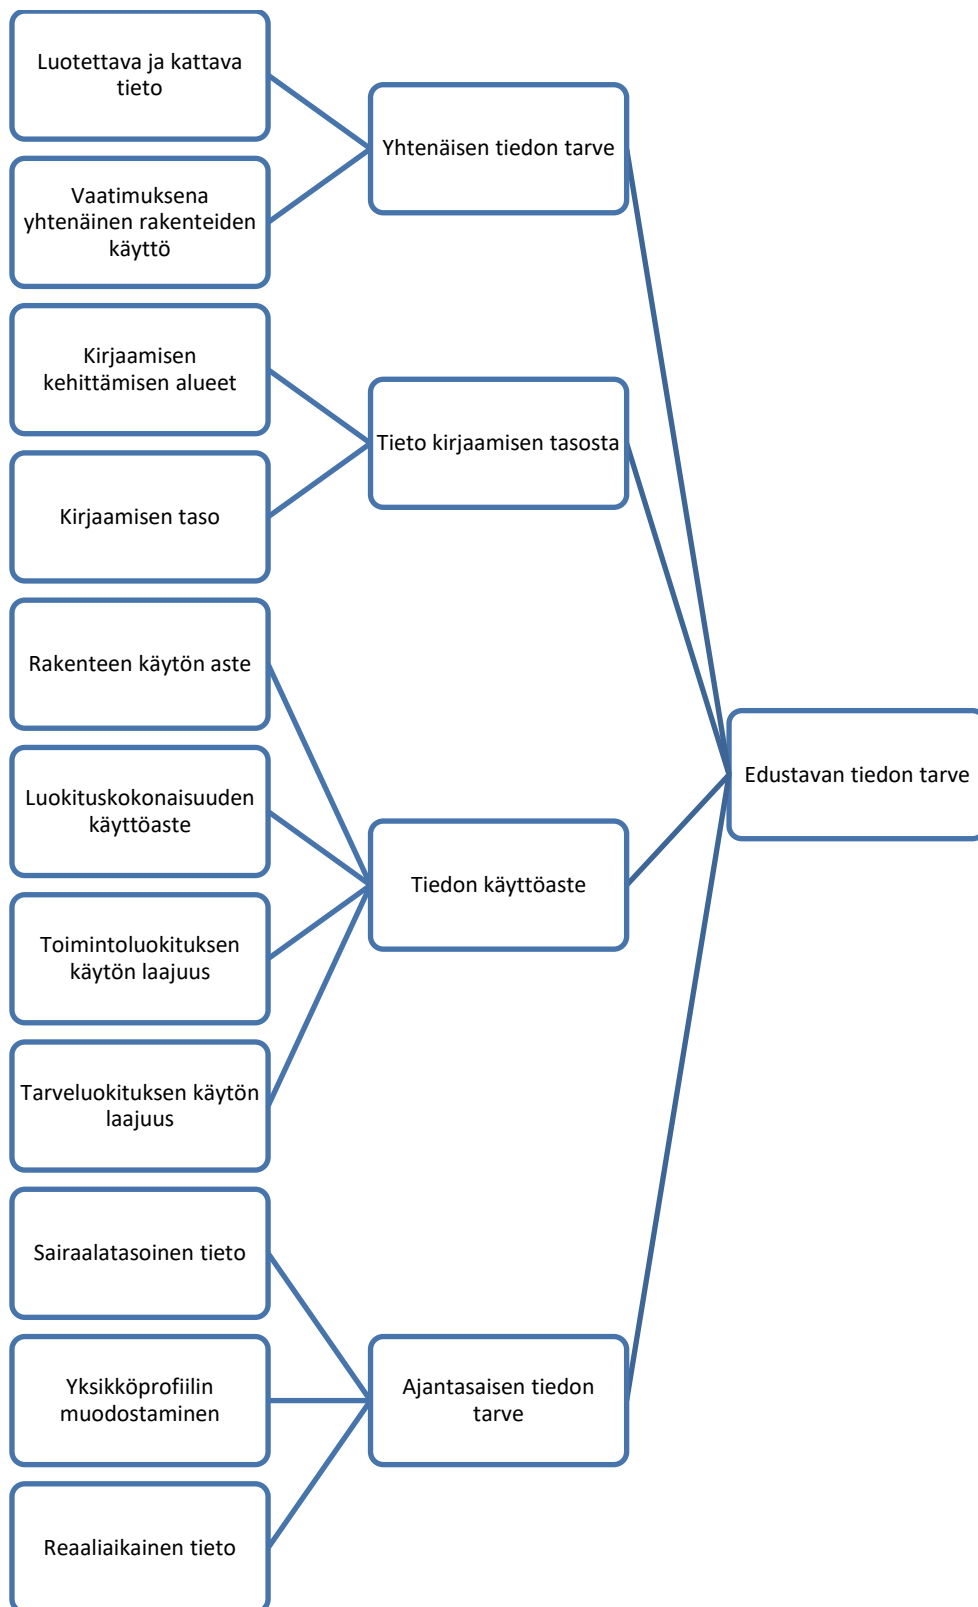 Luotettava ja kattava
tieto
Vaatimuksena
yhtenäinen rakenteiden
käyttö
Yhtenäisen tiedon tarve
Kirjaamisen
kehittämisen alueet
Kirjaamisen taso
Tieto kirjaamisen tasosta
Rakenteen käytön aste
Luokituskokonaisuuden
käyttöaste
Toimintoluokituksen
käytön laajuus
Tarveluokituksen käytön
laajuus
Tiedon käyttöaste
Sairaalatasoinen tieto
Yksikköprofiilin
muodostaminen
Reaaliaikainen tieto
Ajantasaisen tiedon
tarve
Edustavan tiedon tarve